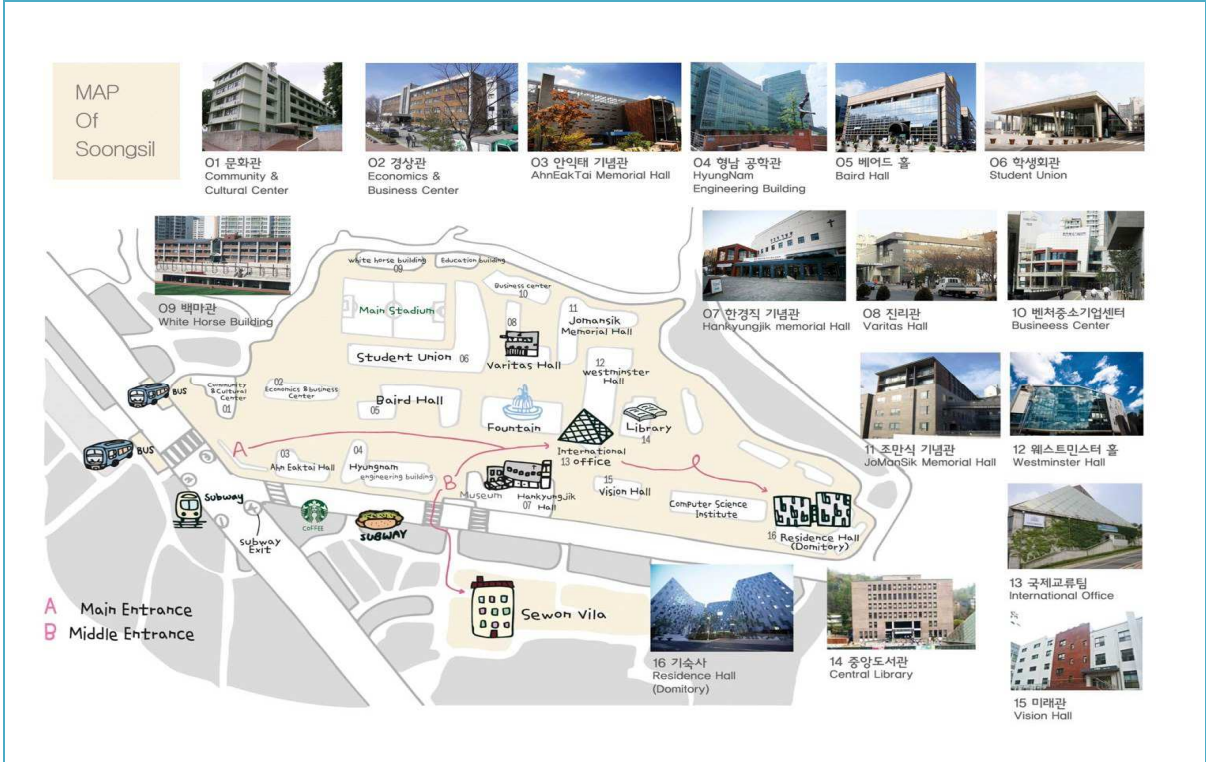 MAP
Of
Soongsil
01 문화관
Community &
Cultural Center
02 경상관
Economics &
Business Center
03 안익태 기념관
AhnEakTai Memorial Hall
04 형남 공학관
HyungNam
Engineering Building
05 베어드 홀
Baird Hall
06 학생회관
Student Union
07 한경직 기념관
Hankyungjik memorial Hall
08 진리관
Varitas Hall
10 벤처중소기업센터
Busineess Center
09 백마관
White Horse Building
11 조만식 기념관
JoManSik Memorial Hall
12 웨스트민스터 홀
Westminster Hall
13 국제교류팀
International Office
14 중앙도서관
Central Library
15 미래관
Vision Hall
16 기숙사
Residence Hall
(Domitory)
white horse building
09
Education building
Business center
10
Main Stadium
11
Jomansik
Memorial Hall
08
Varitas Hall
Student Union 06
12
westminster
Hall
Community
& Cultural
Center
01
02
Economics & business
Center
Baird Hall
05
Fountain
Library
14
International
13 office
A
03
Ahn Eaktai Hall
04
Hyungnam
engineering building
B
Museum
Hankyungjik
Hall
07
15
Vision Hall
Computer Science
Institute
16 Residence Hall
(Domitory)
BUS
BUS
Subway
Subway
Exit
COFFEE
SUBWAY
Sewon Vila
A Main Entrance
B Middle Entrance